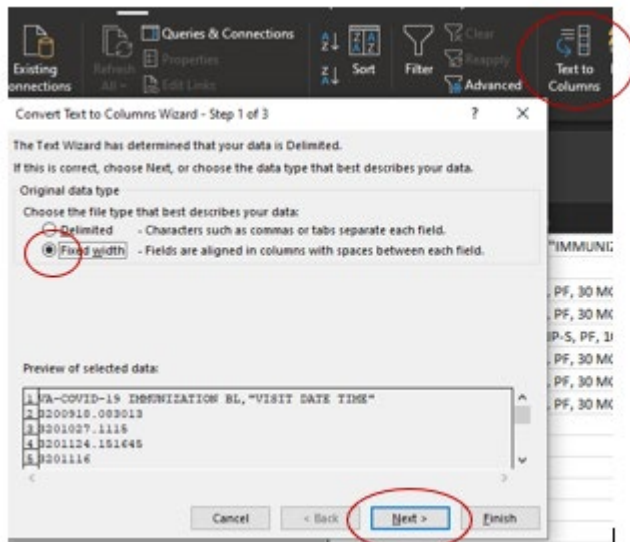 Queries & Connections
Properties
Edit Links
Existing
onnections
Refresh
All
Sort
Filter
Clear
Reapply
Advanced
Text to
Columns
Convert Text to Columns Wizard - Step 1 of 3
? ×
The Text Wizard has determined that your data is Delimited.
If this is correct, choose Next, or choose the data type that best describes your data.
Original data type
Choose the file type that best describes your data:
Delimited - Characters such as commas or tabs separate each field.
Fixed width - Fields are aligned in columns with spaces between each field.
Preview of selected data:
1 VA-COVID-19 IMMUNIZATION BL,"VISIT DATE TIME"
2 3200918.083013
3 3201027.1115
4 3201124.151645
5 3201116
Cancel
< Back
Next >
Finish
"IMMUNIZ
, PF, 30 MC
, PF, 30 MC
IP-S, PF, 1
, PF, 30 MC
, PF, 30 MC
, PF, 30 MC